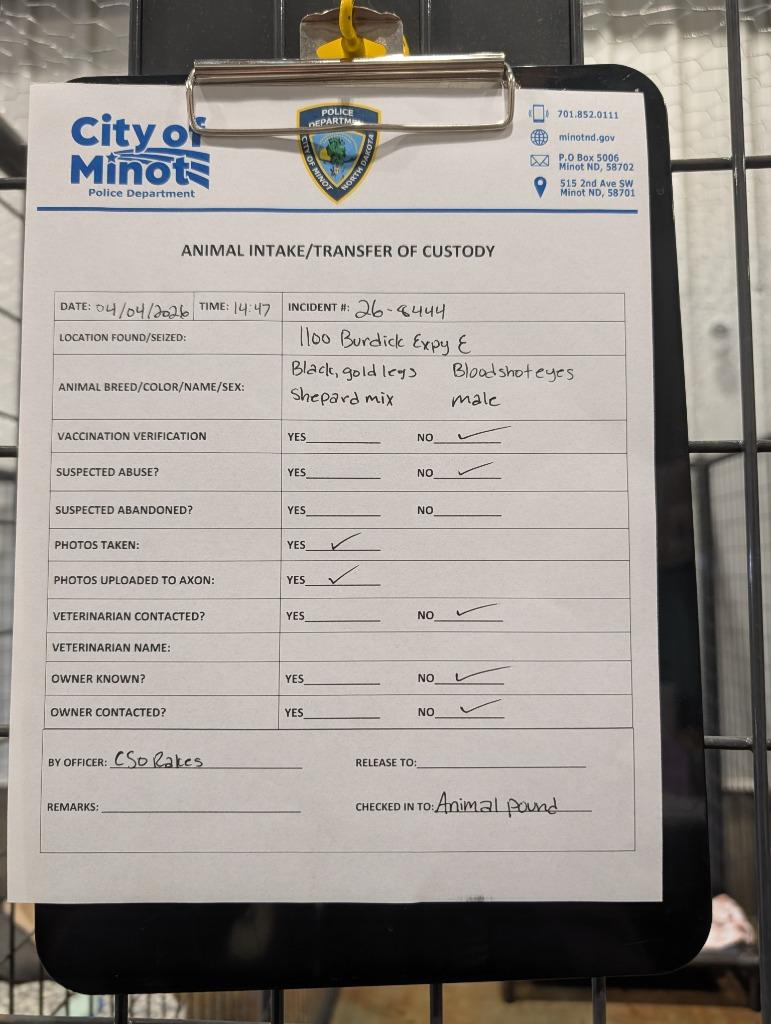 City of
Minot
Police Department
POLICE
DEPARTMENT
CITY OF MINOT
NORTH DAKOTA
701.852.0111
minotnd.gov
P.O Box 5006
Minot ND, 58702
515 2nd Ave SW
Minot ND, 58701
ANIMAL INTAKE/TRANSFER OF CUSTODY
DATE: 04/04/2026 TIME: 14:47 INCIDENT #: 26-8444
LOCATION FOUND/SEIZED: 1100 Burdick Expy E
ANIMAL BREED/COLOR/NAME/SEX: Black, gold legs Bloodshot eyes
Shepard mix male
VACCINATION VERIFICATION YES NO ✓
SUSPECTED ABUSE? YES NO ✓
SUSPECTED ABANDONED? YES NO
PHOTOS TAKEN: YES ✓
PHOTOS UPLOADED TO AXON: YES ✓
VETERINARIAN CONTACTED? YES NO ✓
VETERINARIAN NAME:
OWNER KNOWN? YES NO ✓
OWNER CONTACTED? YES NO ✓
BY OFFICER: CSO Rakes RELEASE TO:
REMARKS: CHECKED IN TO: Animal pound